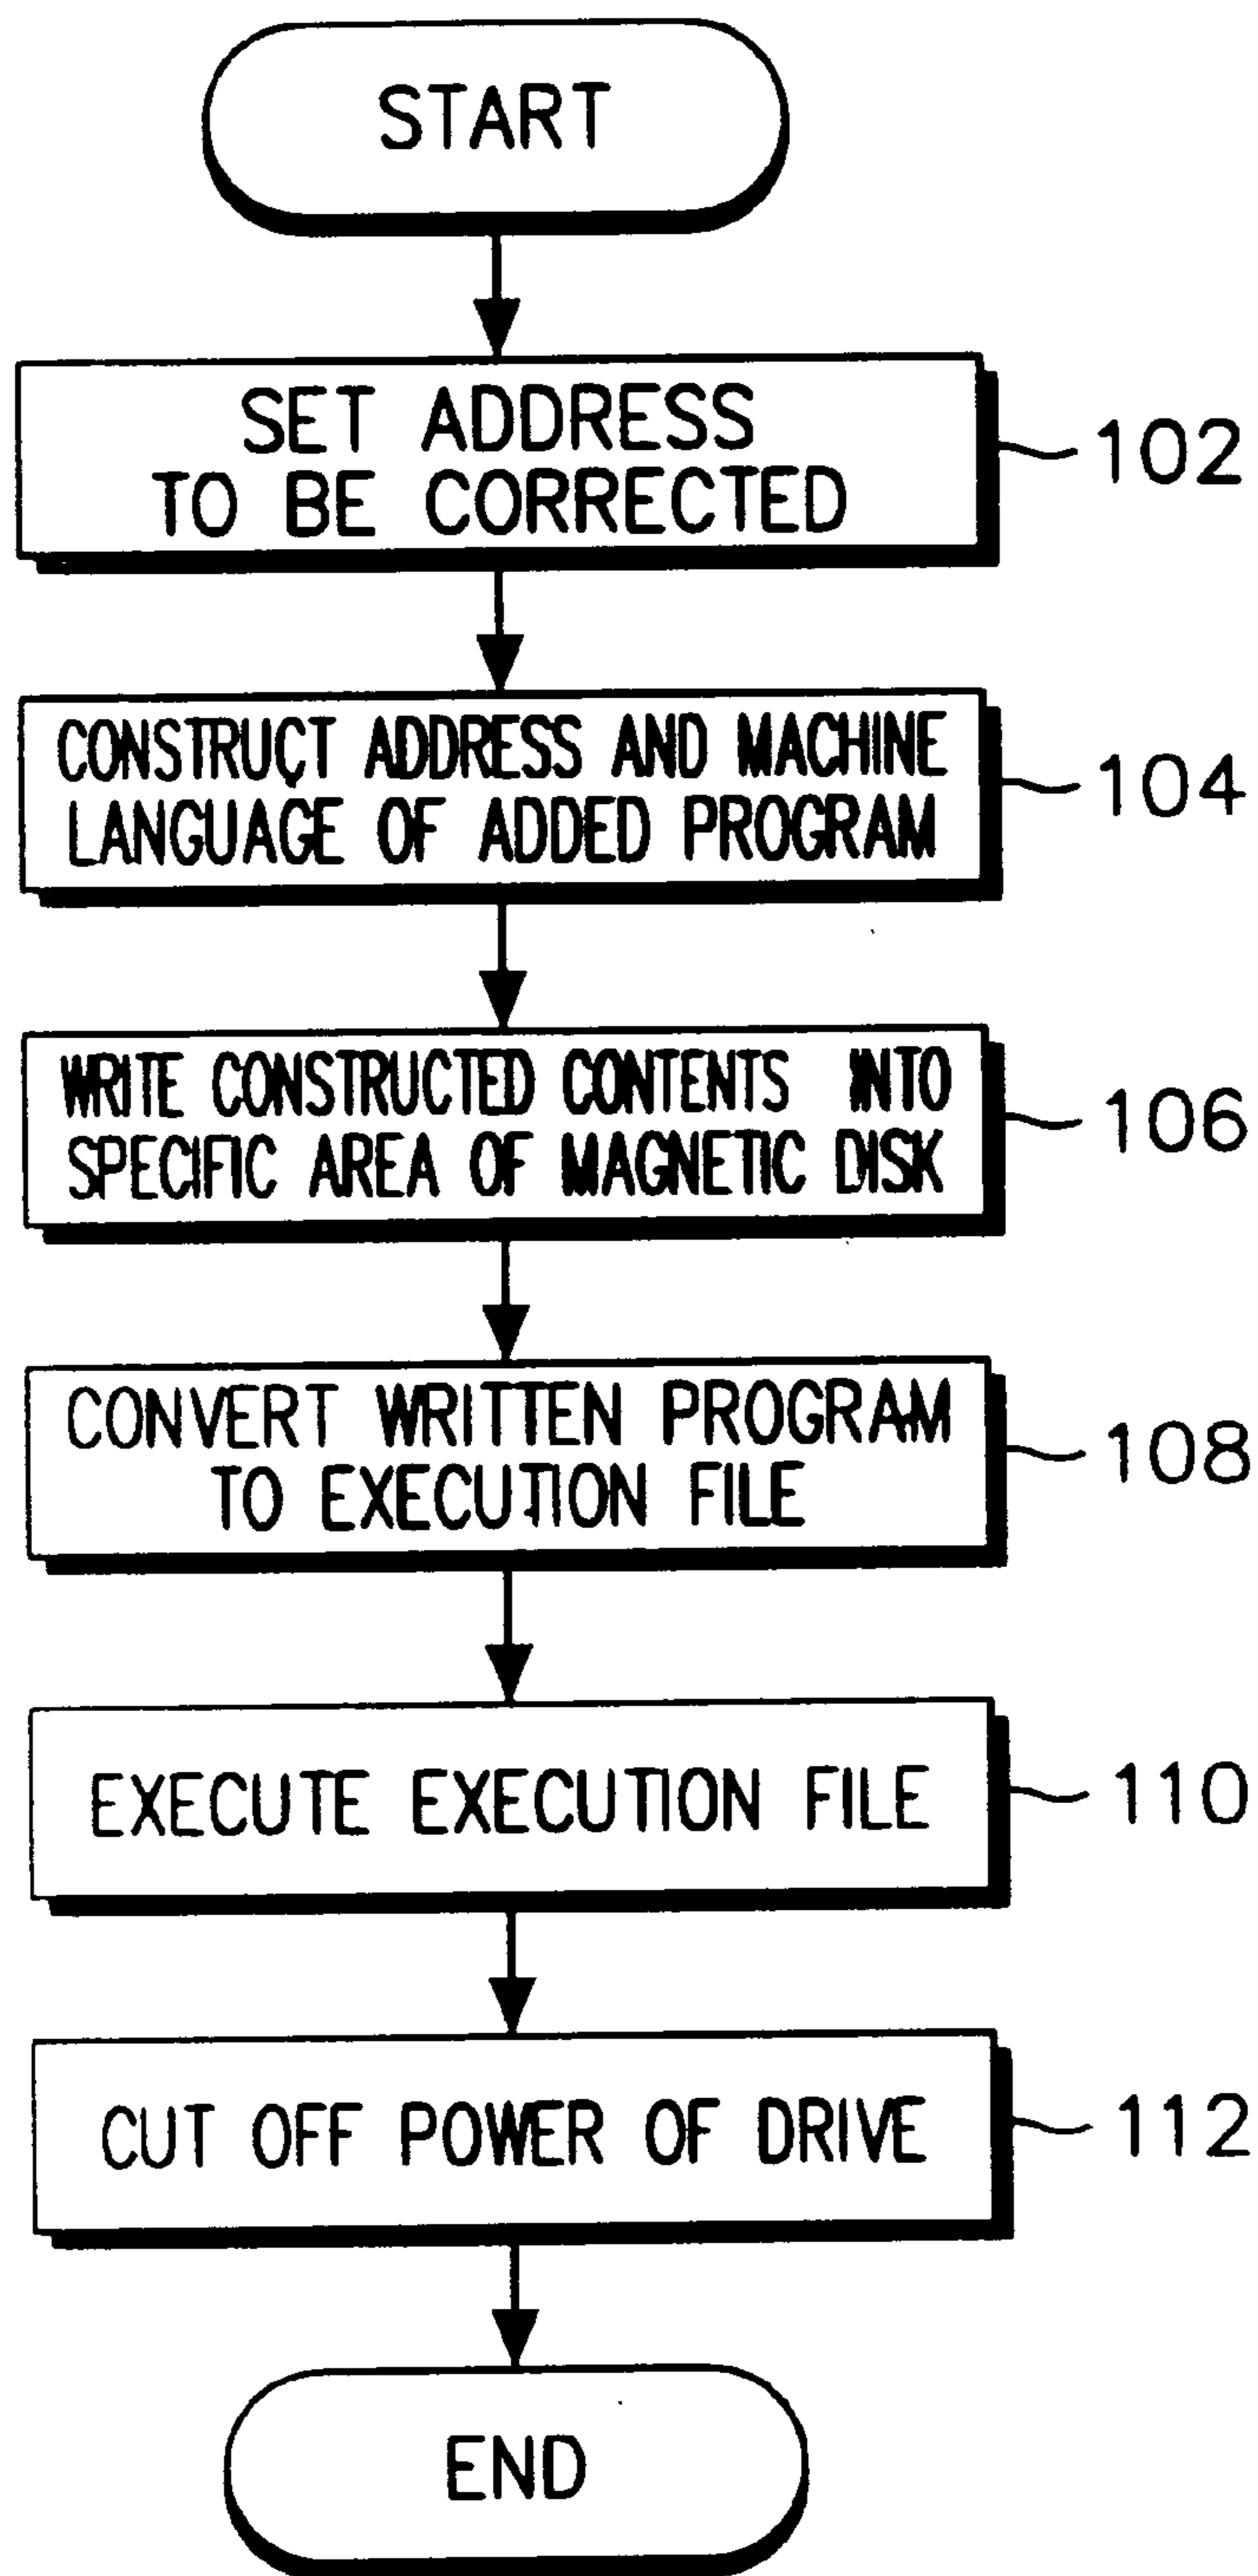 START
SET ADDRESS
TO BE CORRECTED
102
CONSTRUCT ADDRESS AND MACHINE
LANGUAGE OF ADDED PROGRAM
104
WRITE CONSTRUCTED CONTENTS INTO
SPECIFIC AREA OF MAGNETIC DISK
106
CONVERT WRITTEN PROGRAM
TO EXECUTION FILE
108
EXECUTE EXECUTION FILE
110
CUT OFF POWER OF DRIVE
112
END